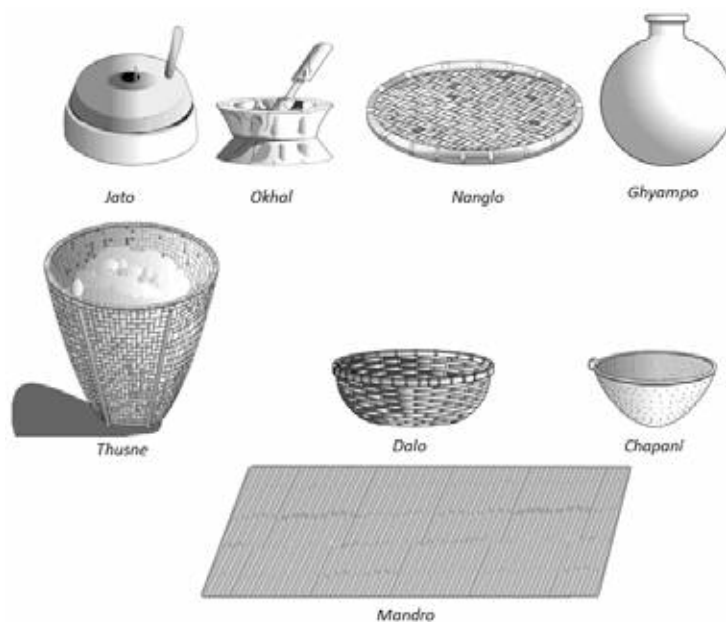 Jato
Okhal
Nanglo
Ghyampo
Thusne
Dalo
Chapani
Mandro